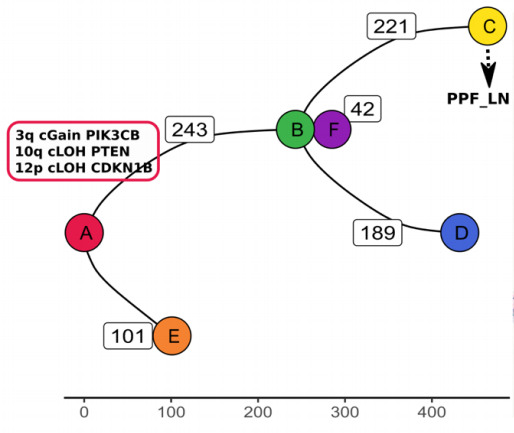 221
C
PPF_LN
42
243
B
F
3q cGain PIK3CB
10q cLOH PTEN
12p cLOH CDKN1B
A
189
D
101
E
0
100
200
300
400